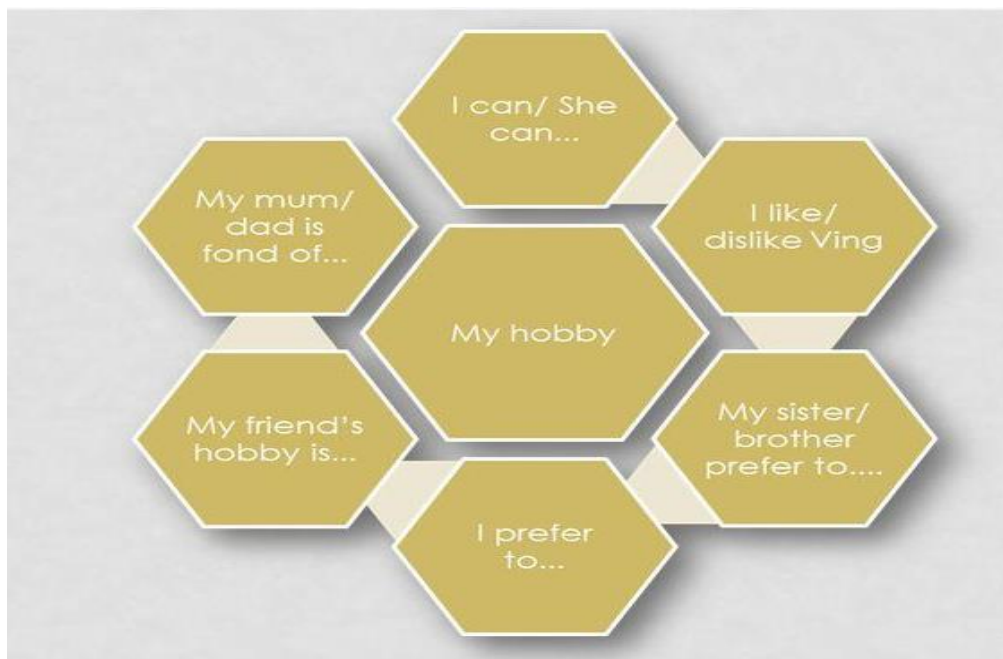 I can/ She
can...
I like/
dislike Ving
My sister/
brother
prefer to....
I prefer
to...
My friend's
hobby is...
My mum/
dad is
fond of...
My hobby